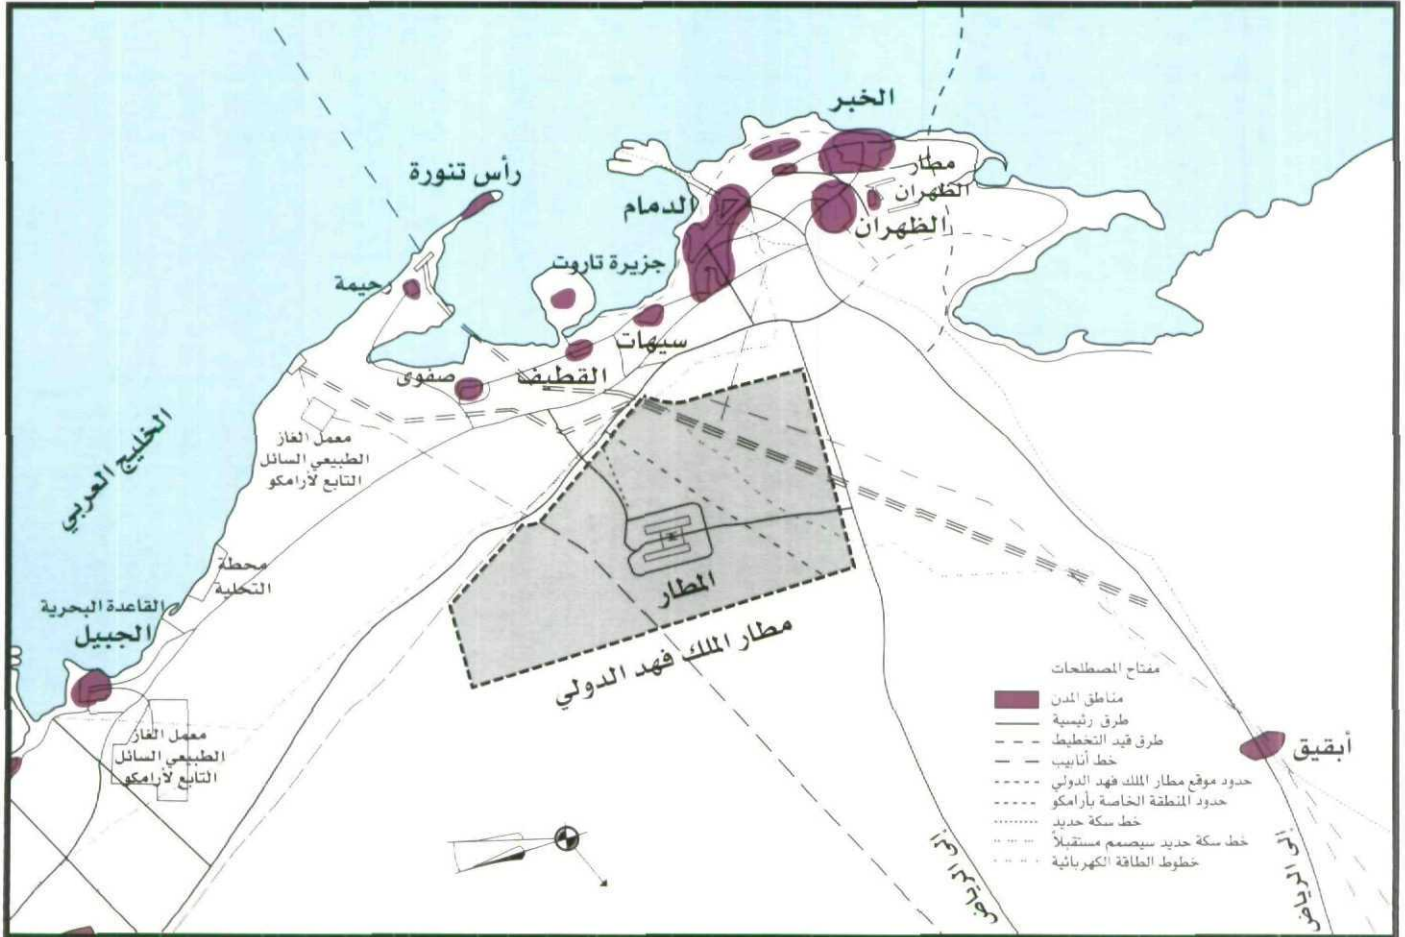 الخبر
مطار
الظهران
الظهران
رأس تنورة
الدمام
جزيرة تاروت
رحيمة
سيهات
القطيف
صفوى
الخليج العربي
معمل الغاز
الطبيعي السائل
التابع لأرامكو
محطة
التحلية
القاعدة البحرية
الجبيل
معمل الغاز
الطبيعي السائل
التابع لأرامكو
المطار
مطار الملك فهد الدولي
أبقيق
إلى الرياض
إلى الرياض
مفتاح المصطلحات
مناطق المدن
طرق رئيسية
طرق قيد التخطيط
خط أنابيب
حدود موقع مطار الملك فهد الدولي
حدود المنطقة الخاصة بأرامكو
خط سكة حديد
خط سكة حديد سيصمم مستقبلاً
خطوط الطاقة الكهربائية